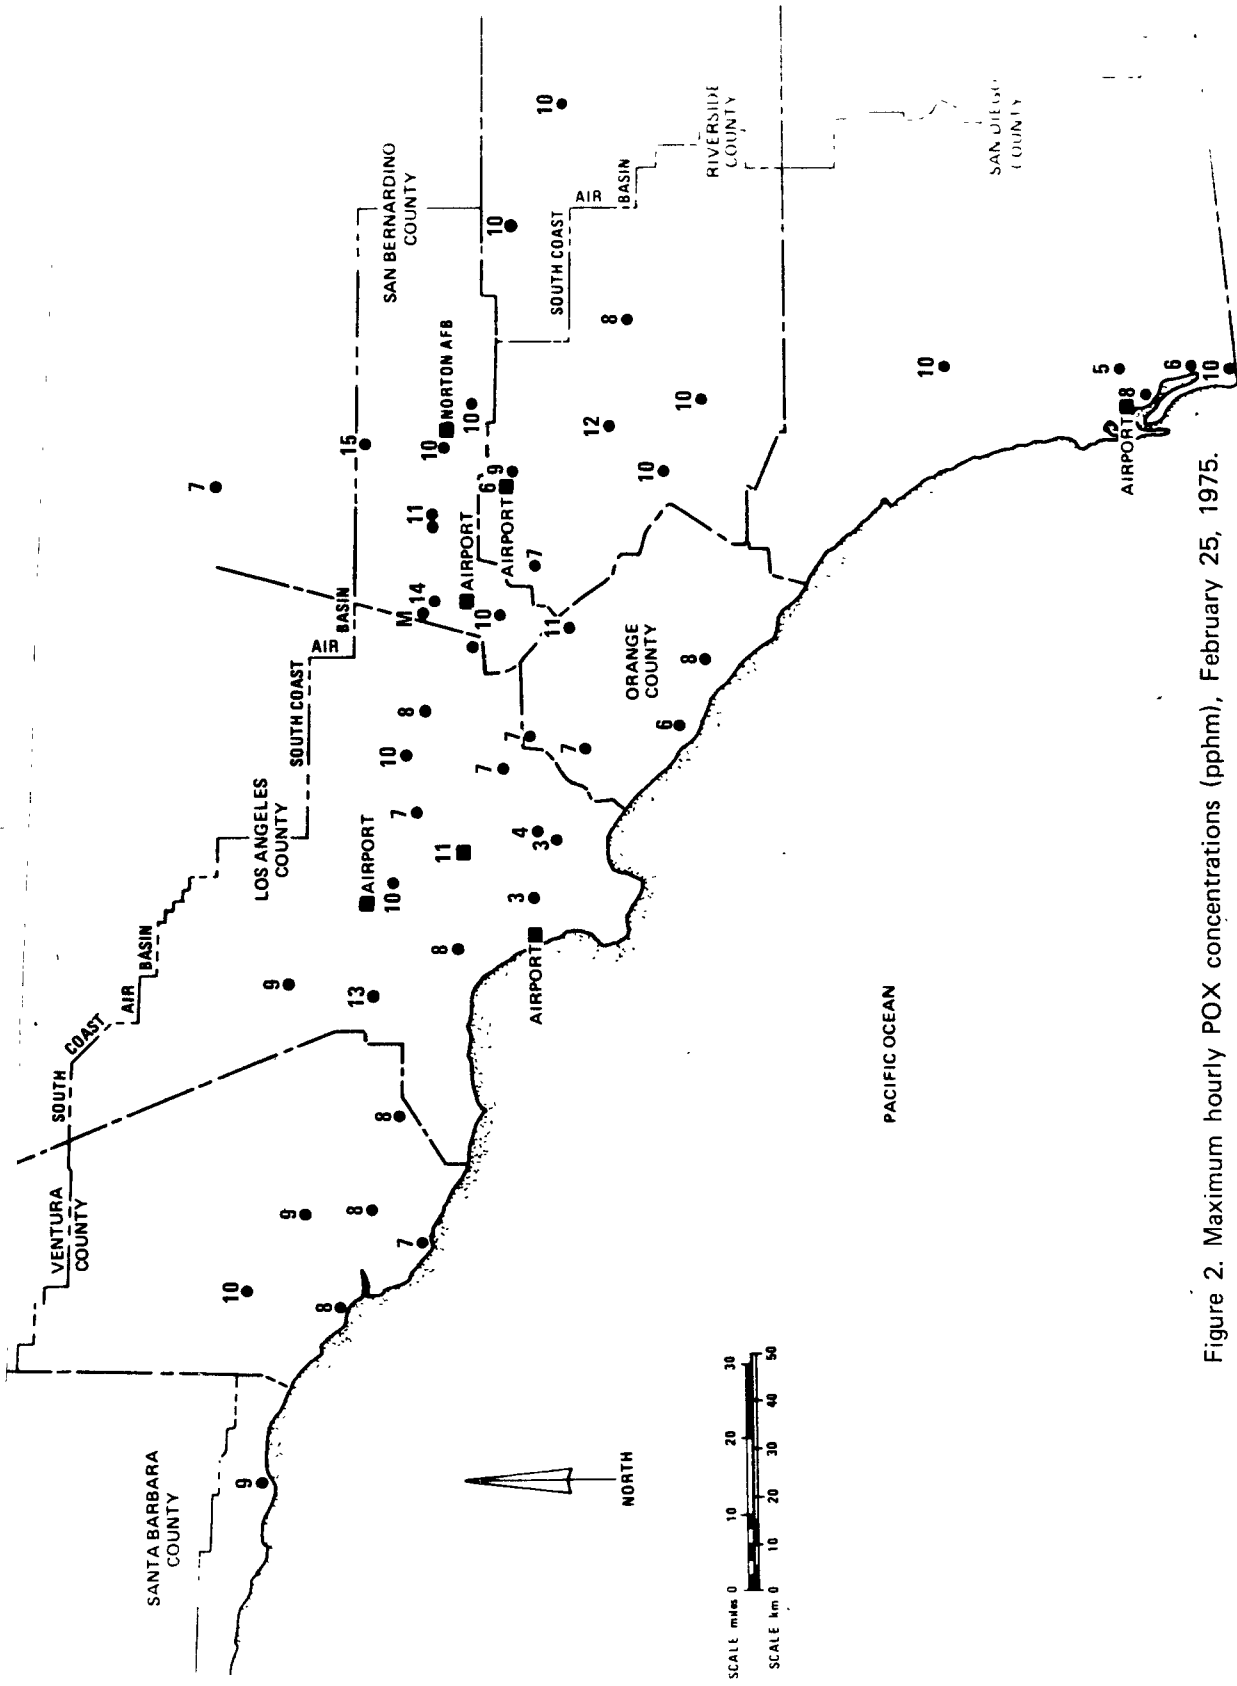 SANTA BARBARA
COUNTY
9
VENTURA
COUNTY
SOUTH
COAST
AIR
BASIN
10
8
9
8
7
8
9
13
LOS ANGELES
COUNTY
SOUTH COAST
AIR
BASIN
8
AIRPORT
10
AIRPORT
3
11
7
4
3
10
8
7
7
7
6
8
ORANGE
COUNTY
M
14
AIRPORT
10
11
7
11
AIRPORT
6
9
7
15
10
NORTON AFB
10
SAN BERNARDINO
COUNTY
10
10
SOUTH COAST
AIR
BASIN
RIVERSIDE
COUNTY
8
12
10
10
SAN DIEGO
COUNTY
10
5
AIRPORT
8
6
10
PACIFIC OCEAN
NORTH
SCALE miles 0 10 20 30
SCALE km 0 10 20 30 40 50
Figure 2. Maximum hourly POX concentrations (pphm), February 25, 1975.